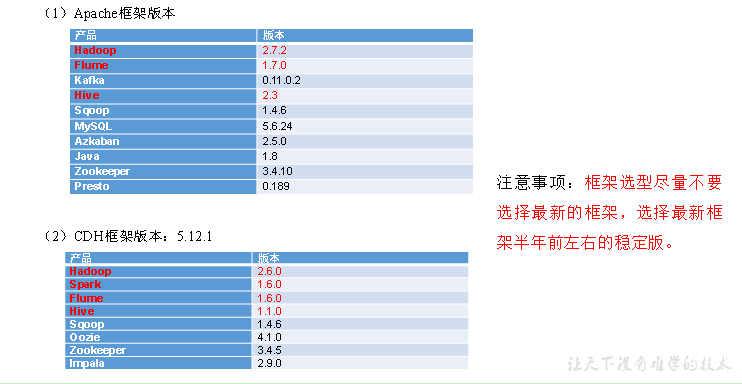 （1）Apache框架版本
产品 版本
Hadoop 2.7.2
Flume 1.7.0
Kafka 0.11.0.2
Hive 2.3
Sqoop 1.4.6
MySQL 5.6.24
Azkaban 2.5.0
Java 1.8
Zookeeper 3.4.10
Presto 0.189
注意事项：框架选型尽量不要
选择最新的框架，选择最新框
架半年前左右的稳定版。
（2）CDH框架版本：5.12.1
产品 版本
Hadoop 2.6.0
Spark 1.6.0
Flume 1.6.0
Hive 1.1.0
Sqoop 1.4.6
Oozie 4.1.0
Zookeeper 3.4.5
Impala 2.9.0
让天下没有难学的技术